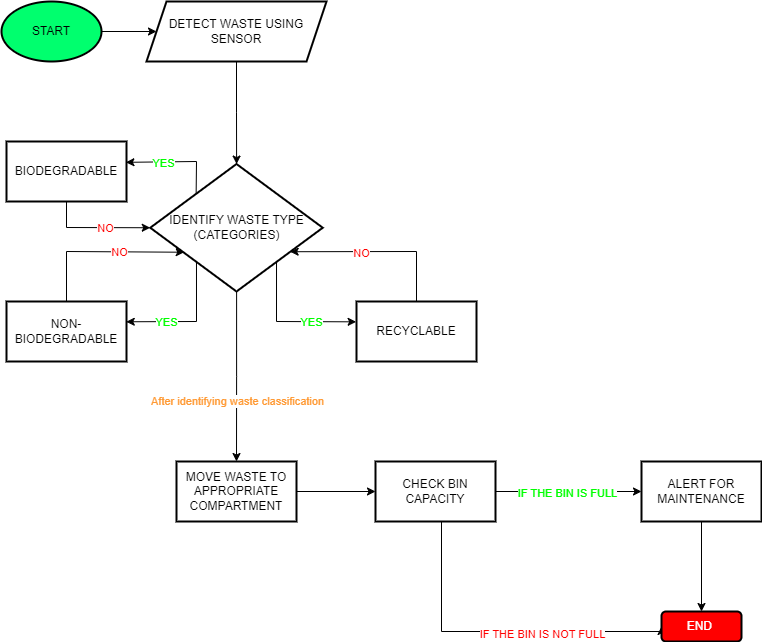 START
DETECT WASTE USING
SENSOR
BIODEGRADABLE
YES
NO
IDENTIFY WASTE TYPE
(CATEGORIES)
NO
NO
NON-
BIODEGRADABLE
YES
YES
RECYCLABLE
After identifying waste classification
MOVE WASTE TO
APPROPRIATE
COMPARTMENT
CHECK BIN
CAPACITY
IF THE BIN IS FULL
ALERT FOR
MAINTENANCE
IF THE BIN IS NOT FULL
END